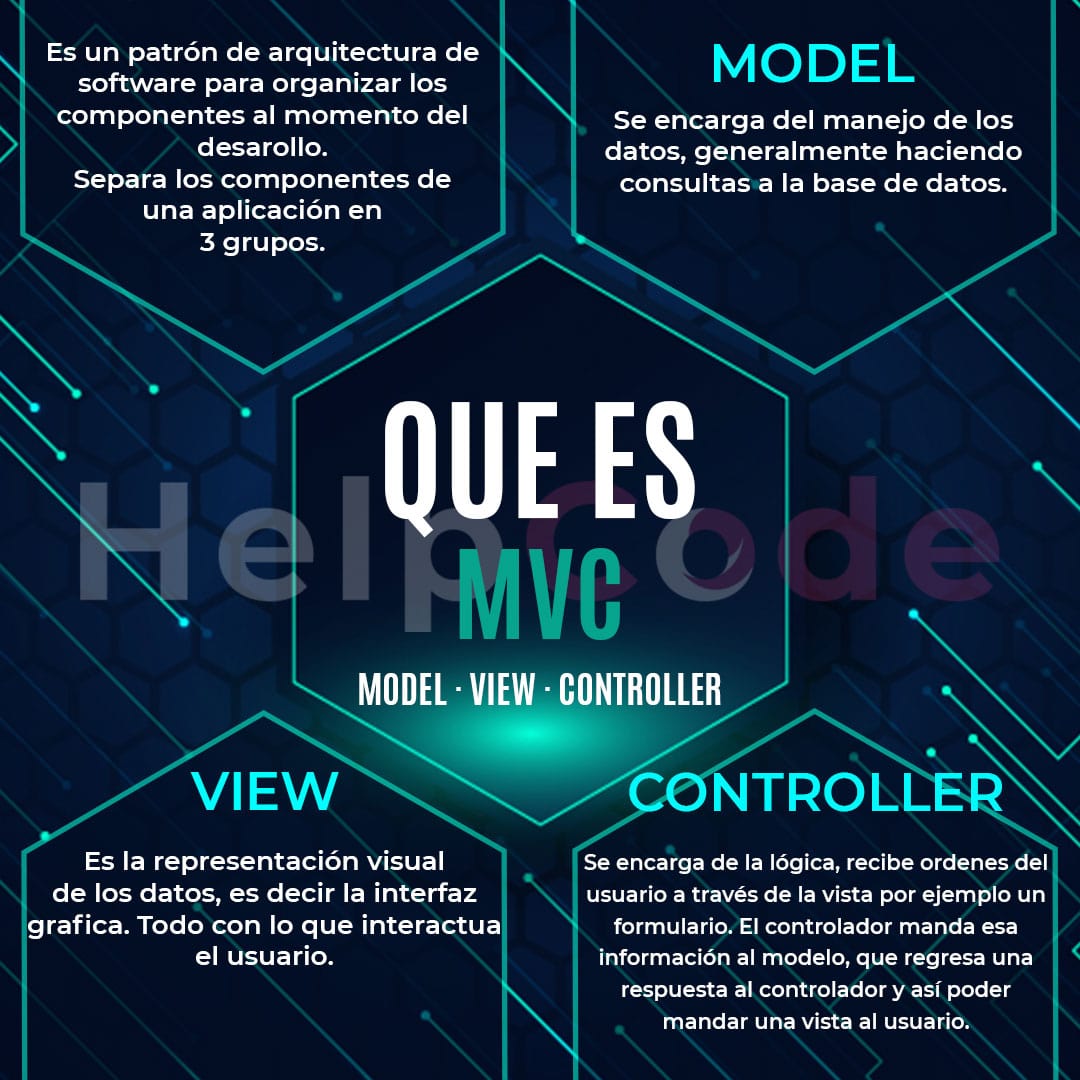 Es un patrón de arquitectura de
software para organizar los
componentes al momento del
desarollo.
Separa los componentes de
una aplicación en
3 grupos.
MODEL
Se encarga del manejo de los
datos, generalmente haciendo
consultas a la base de datos.
QUE ES
HelpCode
MVC
MODEL · VIEW · CONTROLLER
VIEW
Es la representación visual
de los datos, es decir la interfaz
grafica. Todo con lo que interactua
el usuario.
CONTROLLER
Se encarga de la lógica, recibe ordenes del
usuario a través de la vista por ejemplo un
formulario. El controlador manda esa
información al modelo, que regresa una
respuesta al controlador y así poder
mandar una vista al usuario.